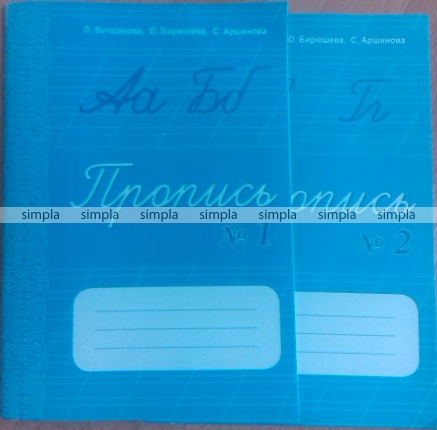 Л. Ветшанова, О. Бирюшева, С. Аршинова
Аа Бб
Пропись
№ 1
О. Бирюшева, С. Аршинова
Гг
опись
№ 2
simpla simpla simpla simpla simpla simpla simpla